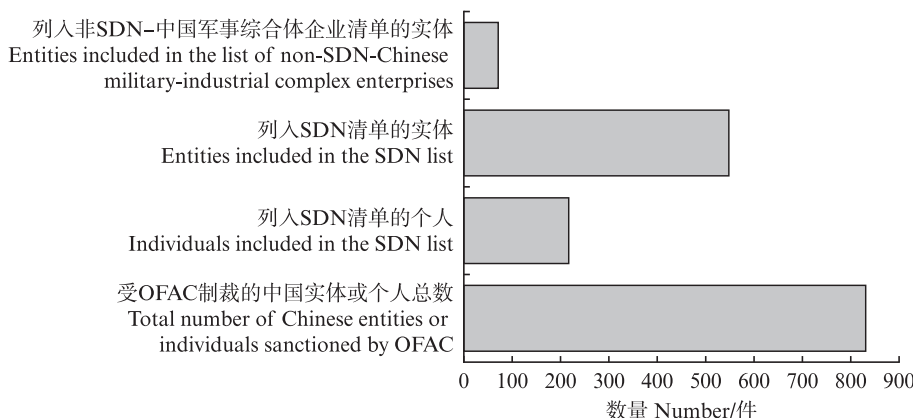 列入非SDN–中国军事综合体企业清单的实体
Entities included in the list of non-SDN-Chinese
military-industrial complex enterprises
列入SDN清单的实体
Entities included in the SDN list
列入SDN清单的个人
Individuals included in the SDN list
受OFAC制裁的中国实体或个人总数
Total number of Chinese entities or
individuals sanctioned by OFAC
0 100 200 300 400 500 600 700 800 900
数量 Number/件